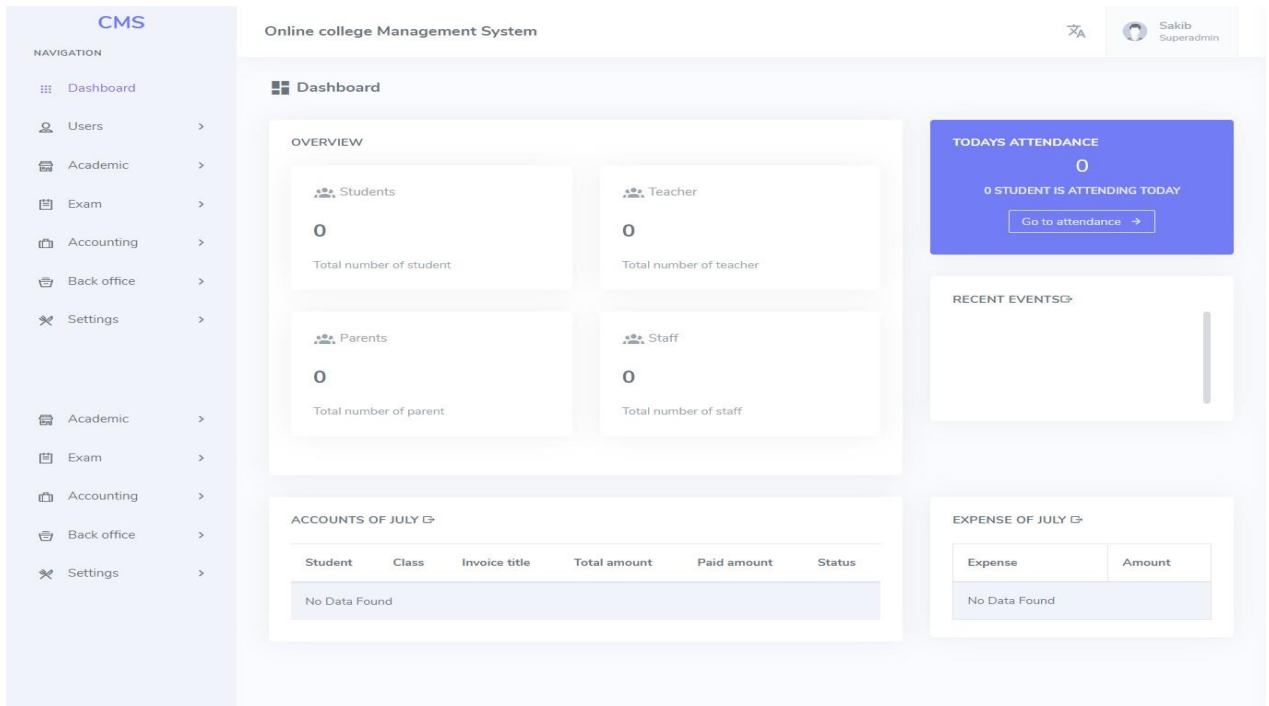 CMS
NAVIGATION
Dashboard
Users
Academic
Exam
Accounting
Back office
Settings
Academic
Exam
Accounting
Back office
Settings
Online college Management System
Sakib
Superadmin
Dashboard
OVERVIEW
Students
0
Total number of student
Teacher
0
Total number of teacher
Parents
0
Total number of parent
Staff
0
Total number of staff
TODAYS ATTENDANCE
0
0 STUDENT IS ATTENDING TODAY
Go to attendance →
RECENT EVENTS
ACCOUNTS OF JULY
Student Class Invoice title Total amount Paid amount Status
No Data Found
EXPENSE OF JULY
Expense Amount
No Data Found